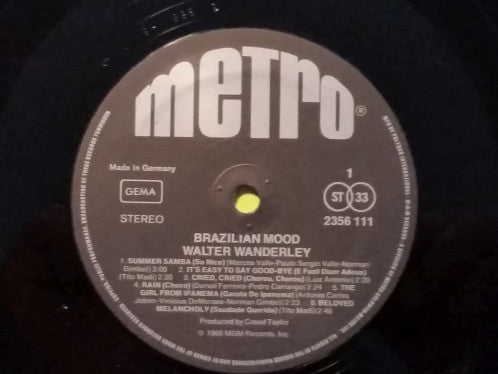 metro®
Made In Germany
GEMA
STEREO
1
ST 33
2356 111
BRAZILIAN MOOD
WALTER WANDERLEY
1. SUMMER SAMBA (So Nice) (Marcos Valle-Paulo Sergio Valle-Norman
Gimbel) 3:00 2. IT'S EASY TO SAY GOOD-BYE (E Facil Dizer Adeus)
(Tito Madi) 2:20 3. CRIED, CRIED (Chorou, Chorou) (Luiz Antonio) 2:20
4. RAIN (Chuva) (Durval Ferreira-Pedro Camargo) 2:24 5. THE
GIRL FROM IPANEMA (Garota De Ipanema) (Antonio Carlos
Jobim-Vinicius DeMoraes-Norman Gimbel) 6. BELOVED
MELANCHOLY (Saudade Querida) (Tito Madi) 2:40
Produced by Creed Taylor
℗ 1966 MGM Records, Inc.